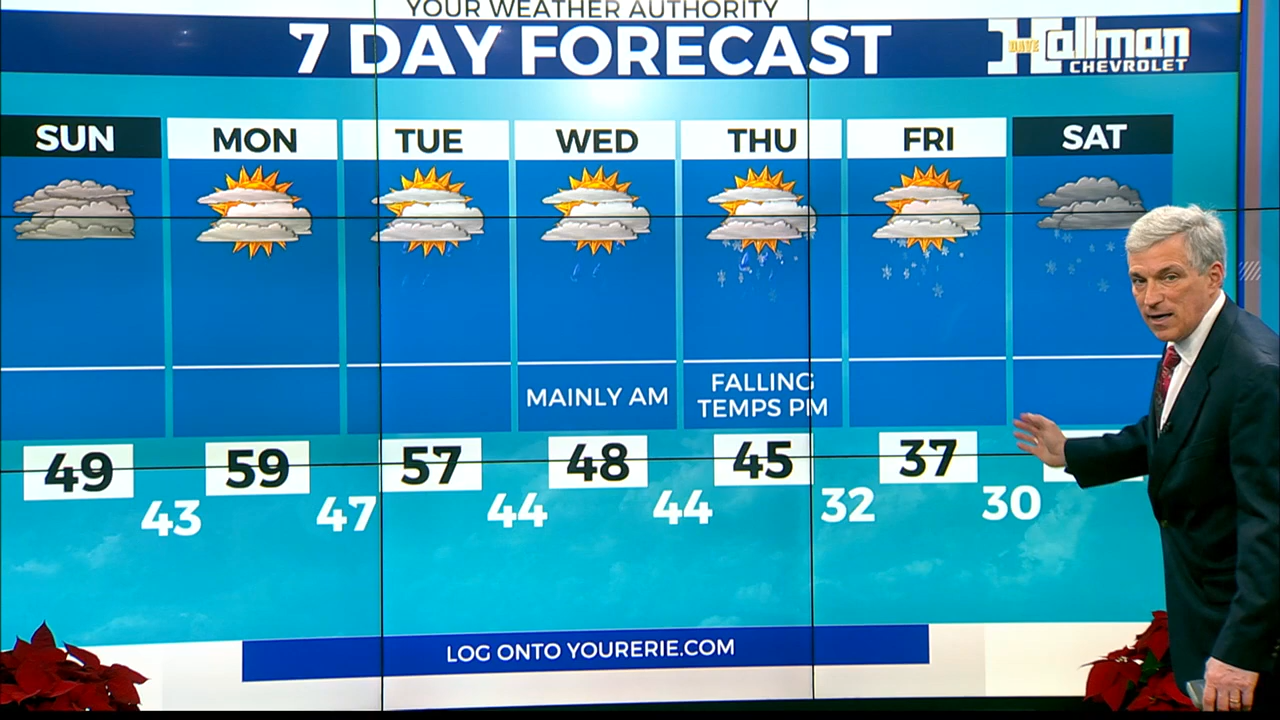 YOUR WEATHER AUTHORITY
7 DAY FORECAST
DAVE Hallman
CHEVROLET
SUN MON TUE WED THU FRI SAT
MAINLY AM
FALLING
TEMPS PM
49 59 57 48 45 37
43 47 44 44 32 30
LOG ONTO YOURERIE.COM